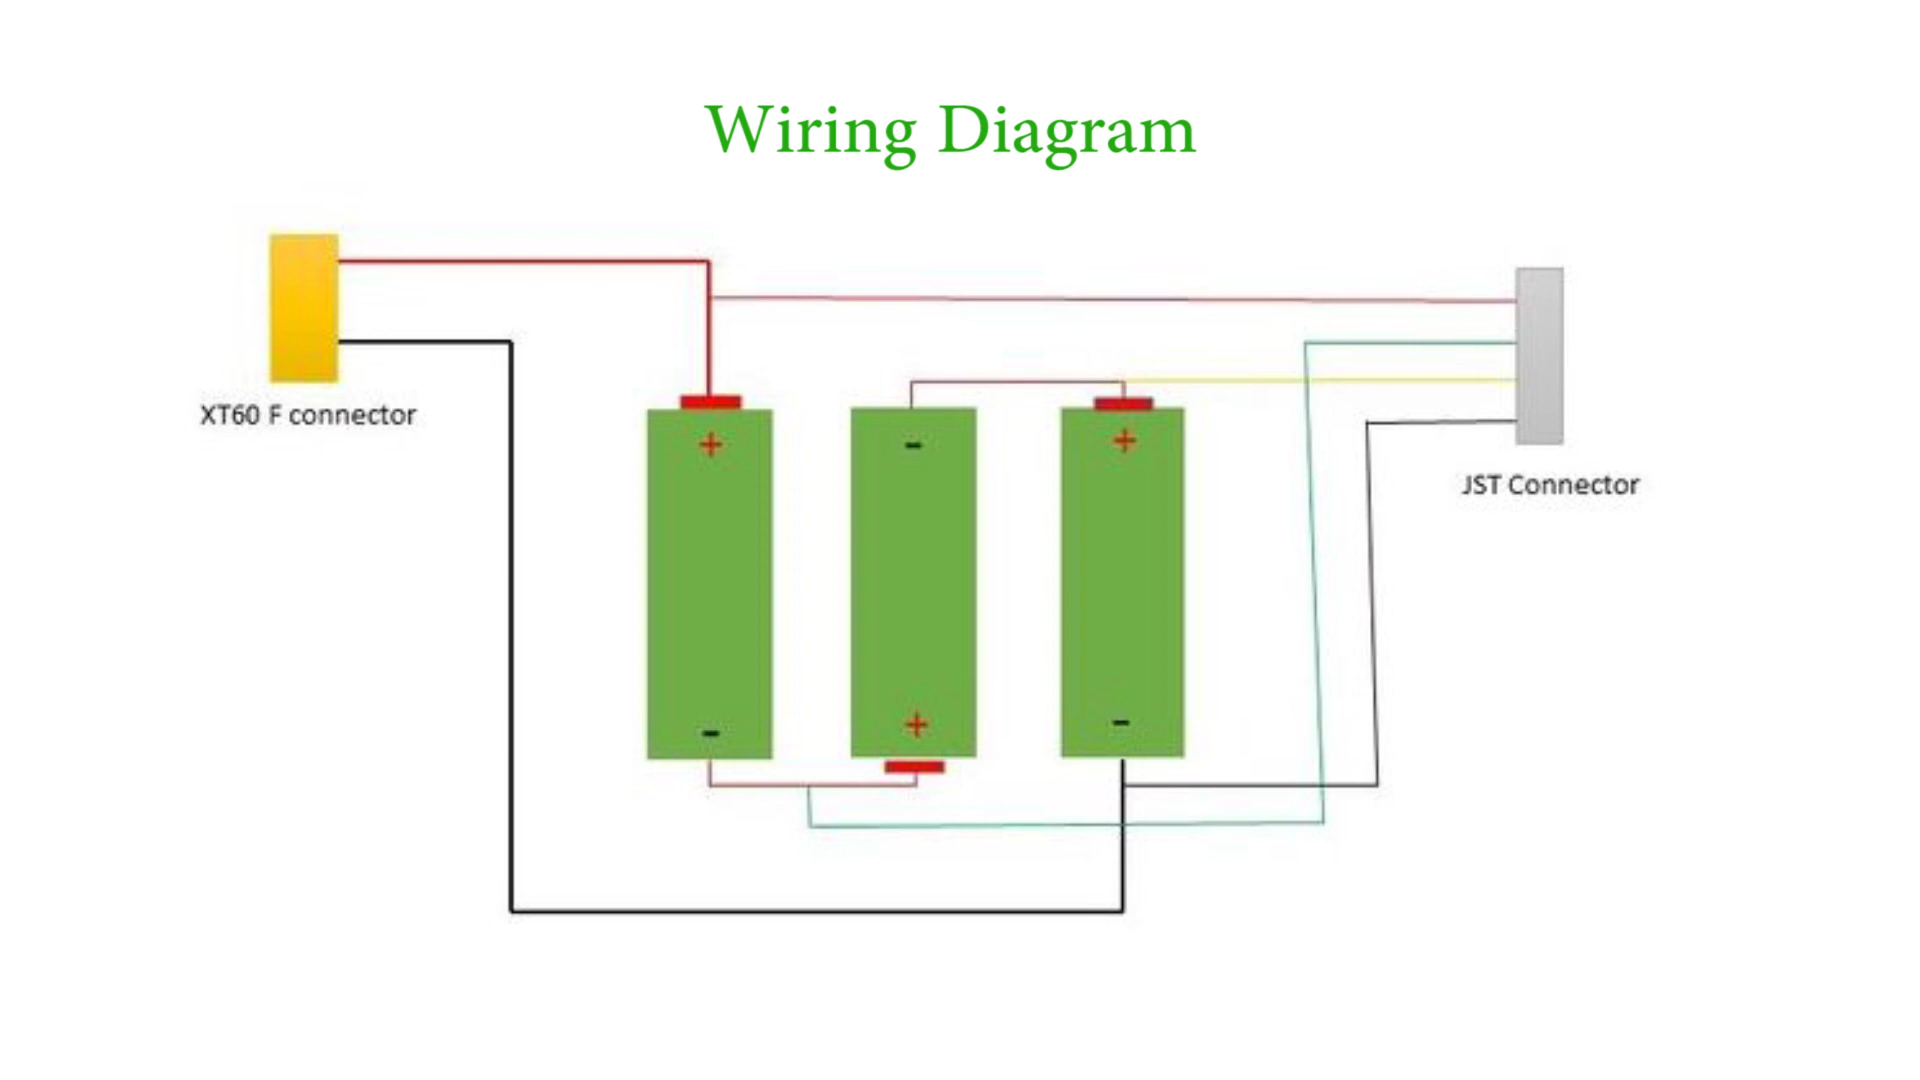 Wiring Diagram
XT60 F connector
JST Connector
+ - +
- + -